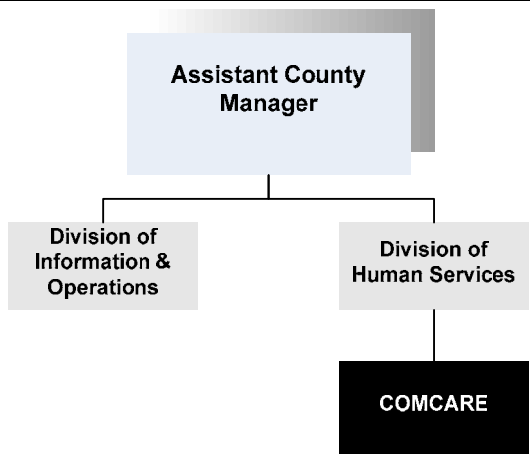 Assistant County
Manager
Division of
Information &
Operations
Division of
Human Services
COMCARE